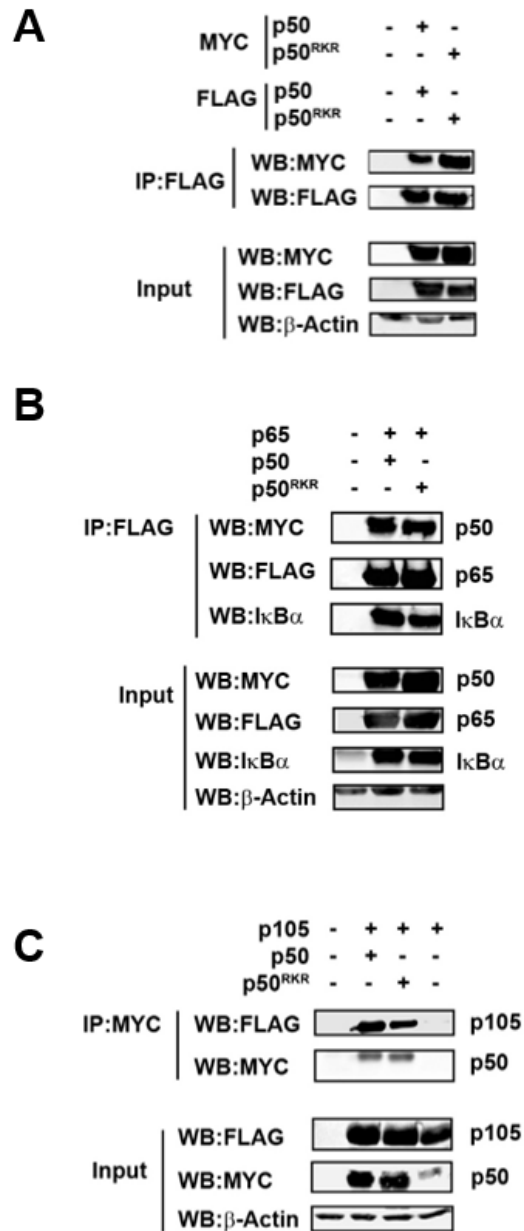 A
MYC p50 - + -
p50RKR - - +
FLAG p50 - + -
p50RKR - - +
IP:FLAG WB:MYC
WB:FLAG
Input WB:MYC
WB:FLAG
WB:β-Actin
B
p65 - + +
p50 - + -
p50RKR - - +
IP:FLAG WB:MYC p50
WB:FLAG p65
WB:IκBα IκBα
Input WB:MYC p50
WB:FLAG p65
WB:IκBα IκBα
WB:β-Actin
C
p105 - + + +
p50 - + - -
p50RKR - - + -
IP:MYC WB:FLAG p105
WB:MYC p50
Input WB:FLAG p105
WB:MYC p50
WB:β-Actin